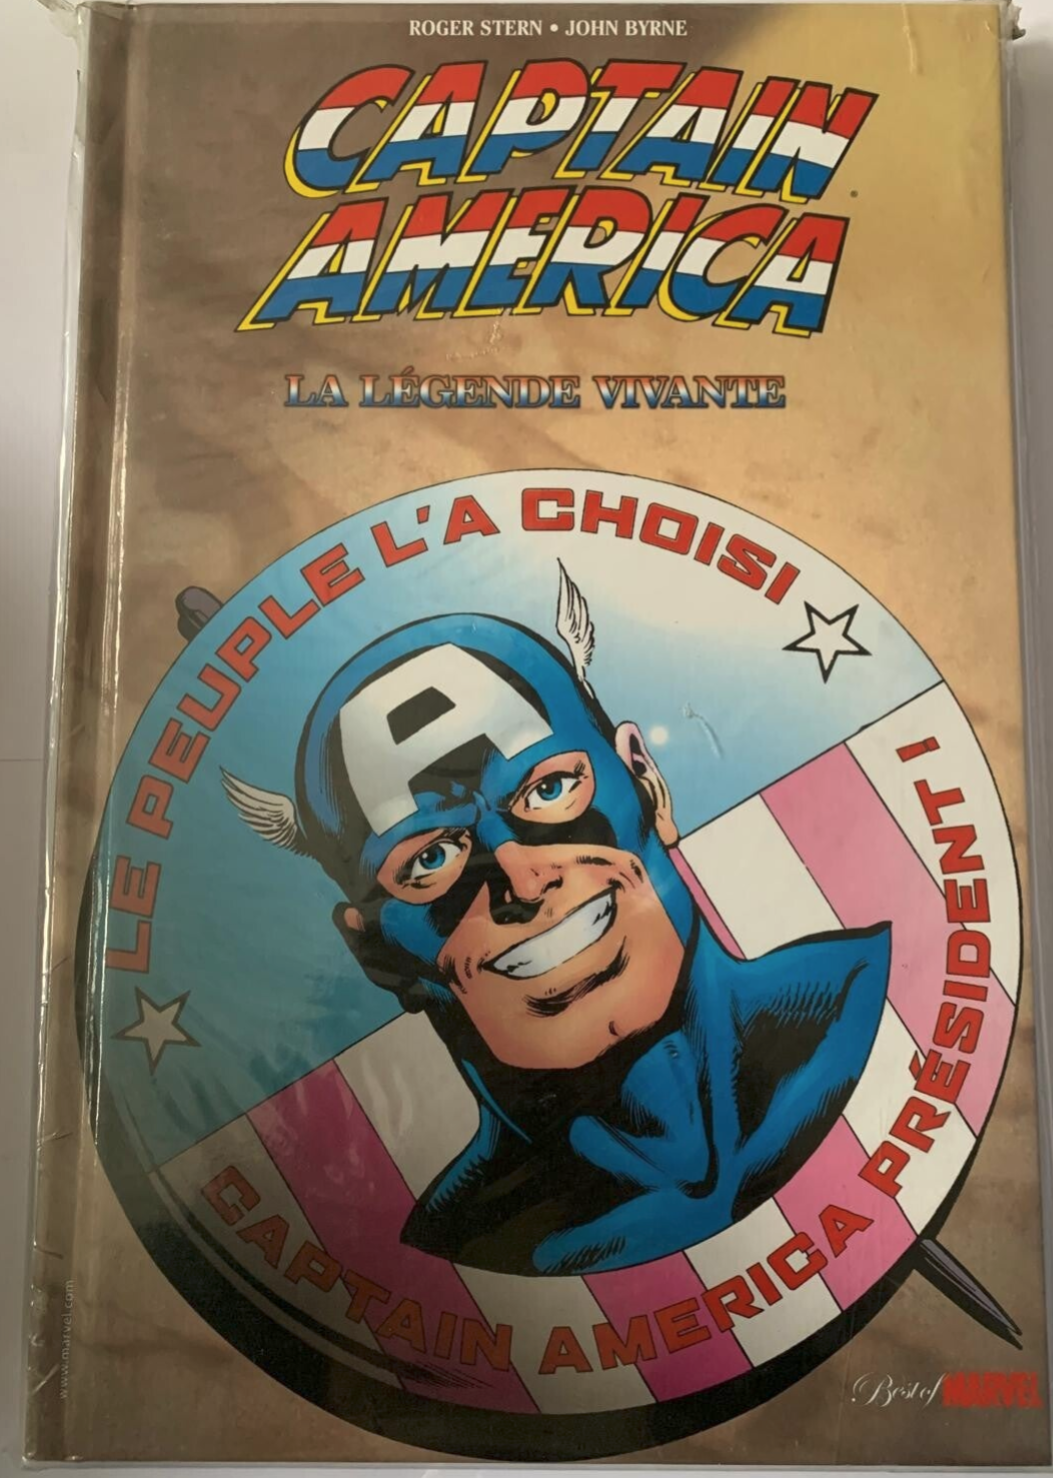 ROGER STERN • JOHN BYRNE
CAPTAIN
AMERICA
LA LÉGENDE VIVANTE
LE PEUPLE L'A CHOISI
CAPTAIN AMERICA PRÉSIDENT !
A
www.marvel.com
Best of MARVEL